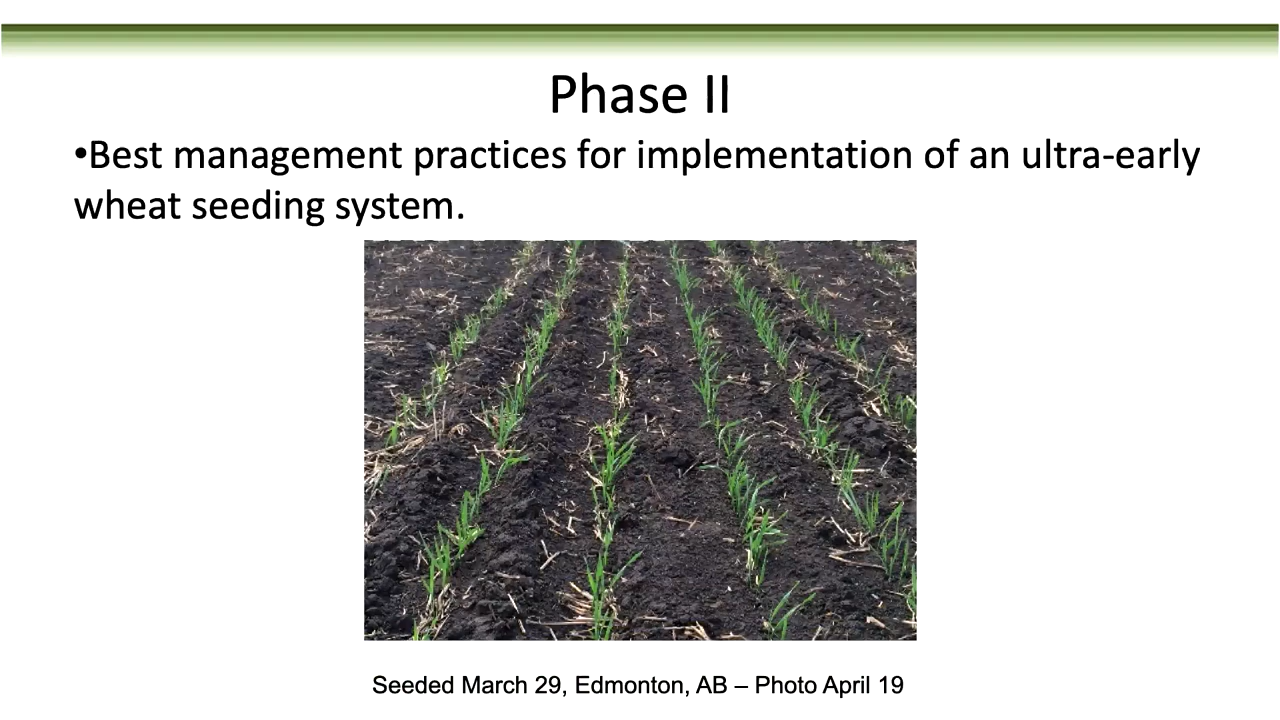 Phase II
•Best management practices for implementation of an ultra-early
wheat seeding system.
Seeded March 29, Edmonton, AB – Photo April 19